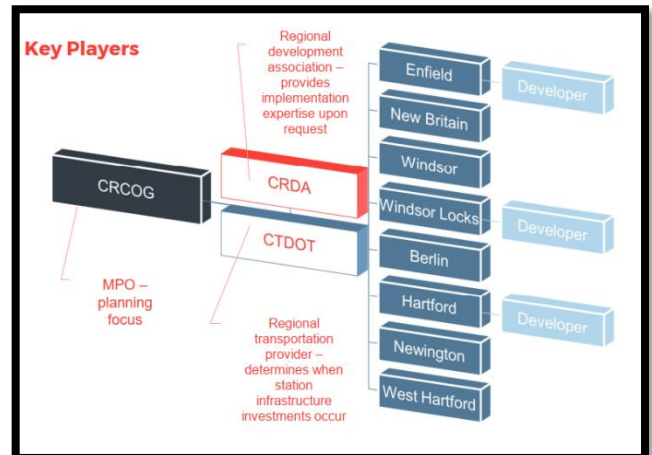 Key Players
Regional
development
association –
provides
implementation
expertise upon
request
CRCOG
CRDA
CTDOT
MPO –
planning
focus
Regional
transportation
provider –
determines when
station
infrastructure
investments occur
Enfield
Developer
New Britain
Windsor
Windsor Locks
Developer
Berlin
Hartford
Developer
Newington
West Hartford